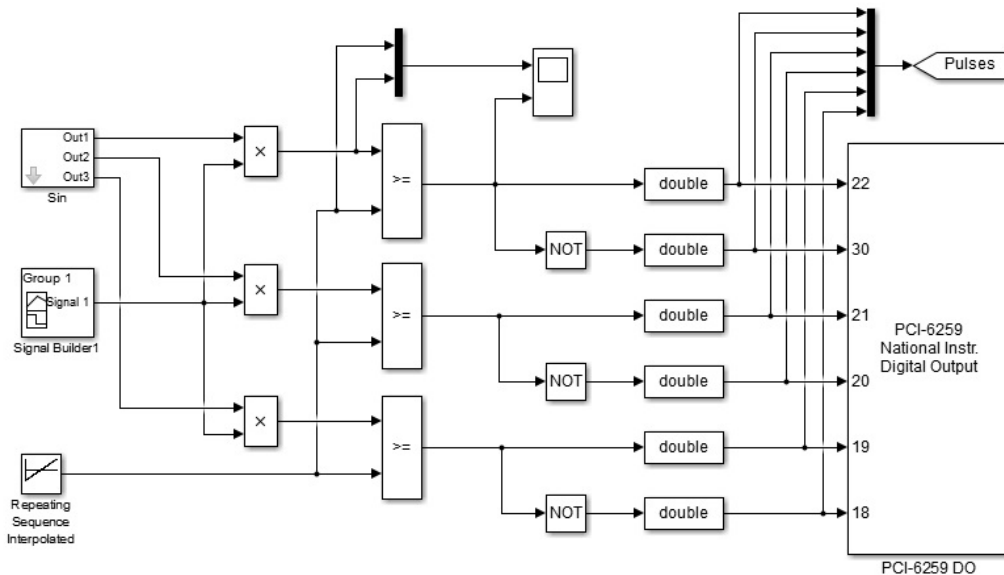 Pulses
Out1
Out2
Out3
Sin
×
>=
double
22
NOT
double
30
Group 1
Signal 1
Signal Builder1
×
>=
double
21
PCI-6259
National Instr.
Digital Output
NOT
double
20
×
>=
double
19
Repeating
Sequence
Interpolated
NOT
double
18
PCI-6259 DO